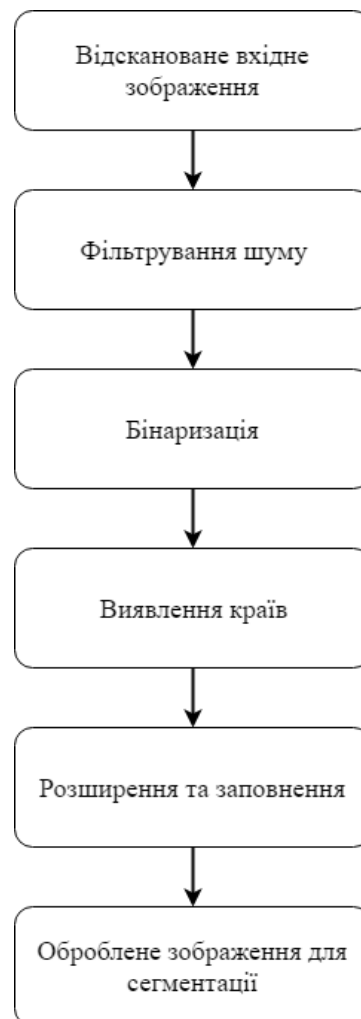 Відскановане вхідне
зображення
Фільтрування шуму
Бінаризація
Виявлення країв
Розширення та заповнення
Оброблене зображення для
сегментації